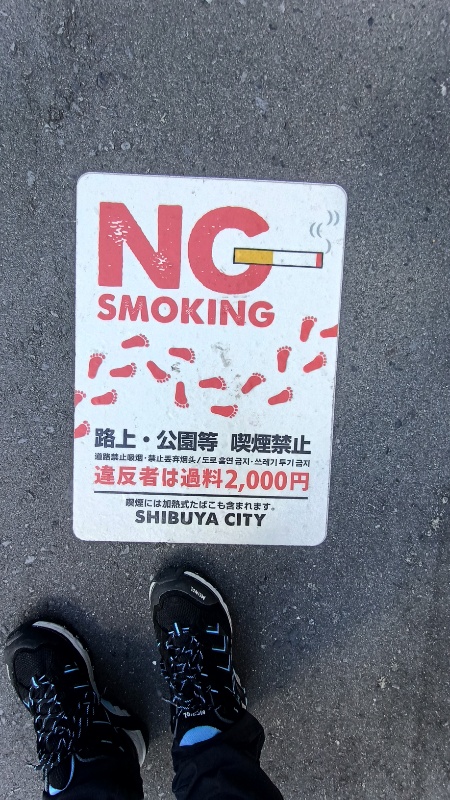 NG
SMOKING
路上・公園等 喫煙禁止
道路禁止吸烟・禁止丢弃烟头/도로 흡연 금지・쓰레기 투기 금지
違反者は過料2,000円
喫煙には加熱式たばこも含まれます。
SHIBUYA CITY